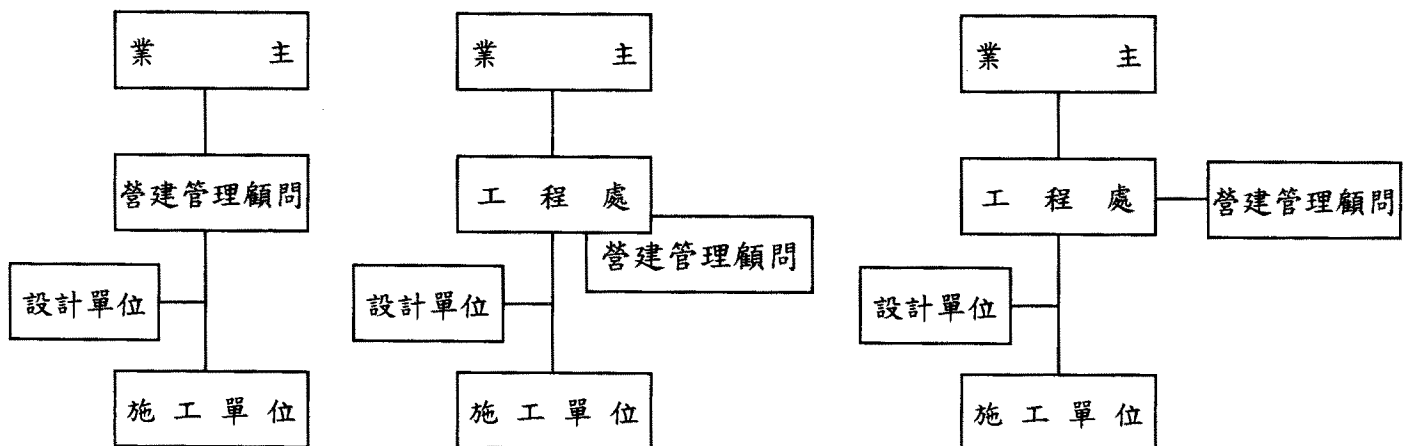 業主
營建管理顧問
設計單位
施工單位
業主
工程處
營建管理顧問
設計單位
施工單位
業主
工程處
營建管理顧問
設計單位
施工單位